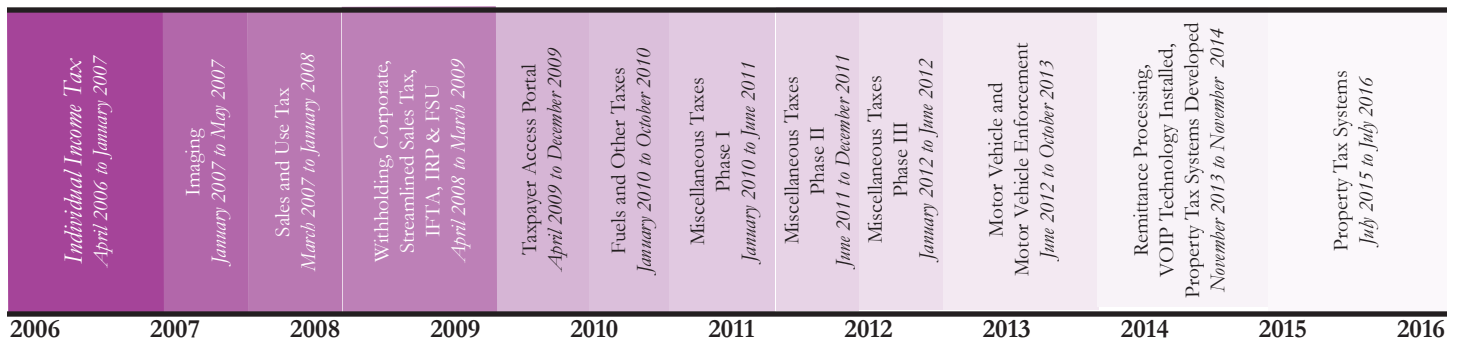 Individual Income Tax
April 2006 to January 2007
Imaging
January 2007 to May 2007
Sales and Use Tax
March 2007 to January 2008
Withholding, Corporate,
Streamlined Sales Tax,
IFTA, IRP & FSU
April 2008 to March 2009
Taxpayer Access Portal
April 2009 to December 2009
Fuels and Other Taxes
January 2010 to October 2010
Miscellaneous Taxes
Phase I
January 2010 to June 2011
Miscellaneous Taxes
Phase II
June 2011 to December 2011
Miscellaneous Taxes
Phase III
January 2012 to June 2012
Motor Vehicle and
Motor Vehicle Enforcement
June 2012 to October 2013
Remittance Processing,
VOIP Technology Installed,
Property Tax Systems Developed
November 2013 to November 2014
Property Tax Systems
July 2015 to July 2016
2006 2007 2008 2009 2010 2011 2012 2013 2014 2015 2016